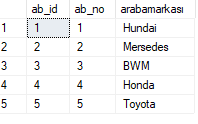 ab_id ab_no arabamarkası
1 1 1 Hundai
2 2 2 Mersedes
3 3 3 BWM
4 4 4 Honda
5 5 5 Toyota